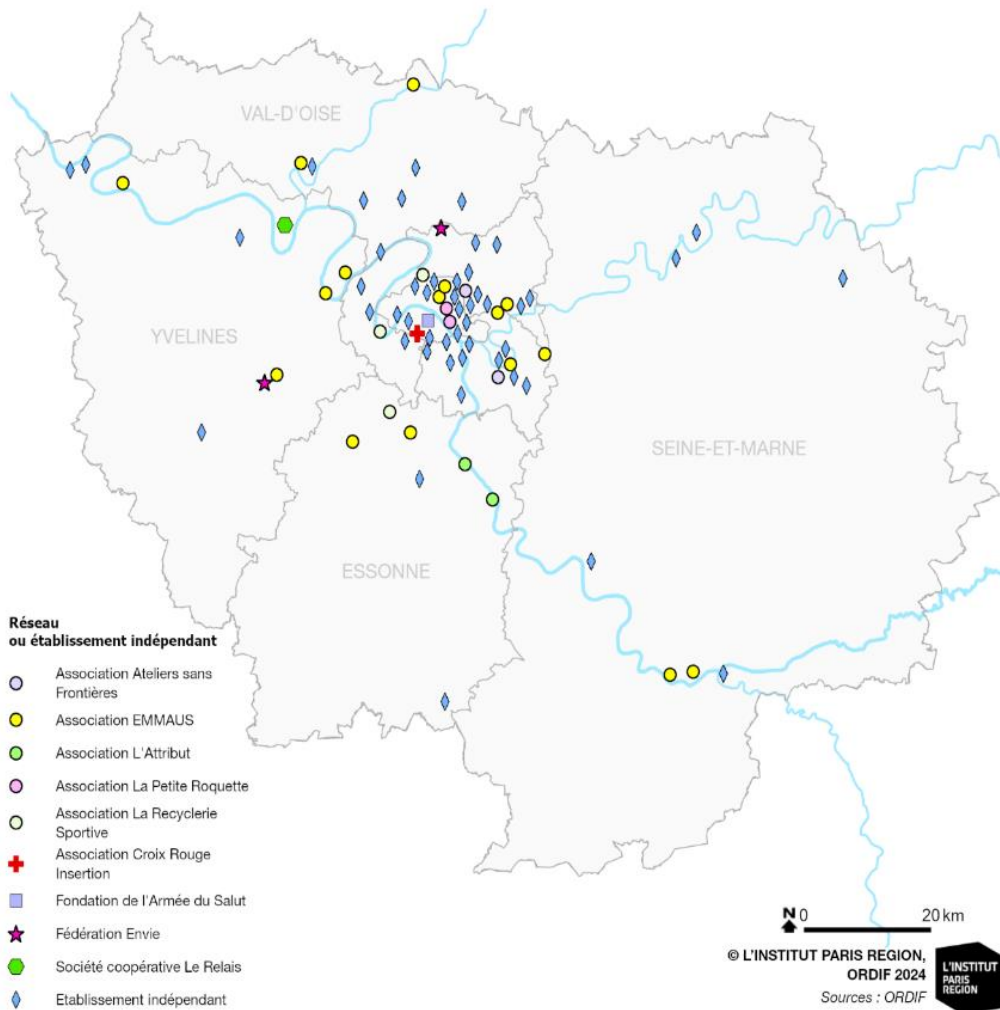 VAL-D'OISE
YVELINES
SEINE-ET-MARNE
ESSONNE
Réseau
ou établissement indépendant
Association Ateliers sans
Frontières
Association EMMAUS
Association L'Attribut
Association La Petite Roquette
Association La Recyclerie
Sportive
Association Croix Rouge
Insertion
Fondation de l'Armée du Salut
Fédération Envie
Société coopérative Le Relais
Etablissement indépendant
N 0 20 km
© L'INSTITUT PARIS REGION,
ORDIF 2024
Sources : ORDIF
L'INSTITUT
PARIS
REGION